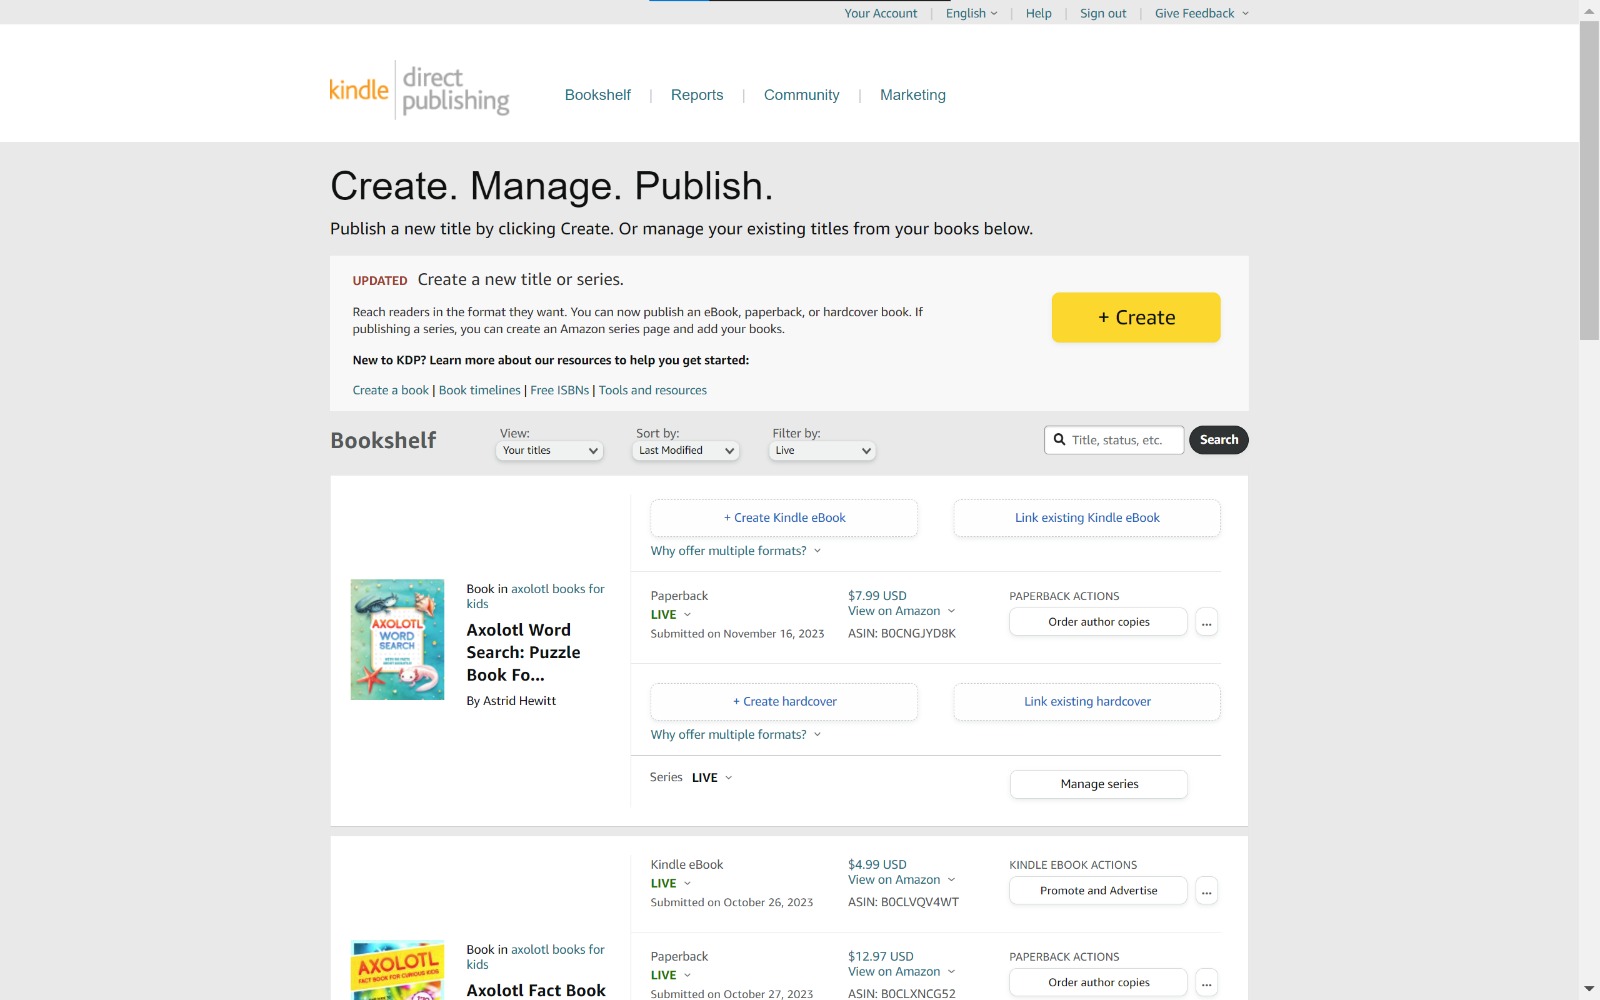 Your Account | English | Help | Sign out | Give Feedback
kindle direct publishing
Bookshelf | Reports | Community | Marketing
Create. Manage. Publish.
Publish a new title by clicking Create. Or manage your existing titles from your books below.
UPDATED Create a new title or series.
Reach readers in the format they want. You can now publish an eBook, paperback, or hardcover book. If
publishing a series, you can create an Amazon series page and add your books.
+ Create
New to KDP? Learn more about our resources to help you get started:
Create a book | Book timelines | Free ISBNs | Tools and resources
Bookshelf
View:
Your titles
Sort by:
Last Modified
Filter by:
Live
Title, status, etc.
Search
AXOLOTL
WORD
SEARCH
Book in axolotl books for
kids
Axolotl Word
Search: Puzzle
Book Fo...
By Astrid Hewitt
+ Create Kindle eBook
Link existing Kindle eBook
Why offer multiple formats?
Paperback
LIVE
Submitted on November 16, 2023
$7.99 USD
View on Amazon
ASIN: B0CNGJYD8K
PAPERBACK ACTIONS
Order author copies
...
+ Create hardcover
Link existing hardcover
Why offer multiple formats?
Series LIVE
Manage series
AXOLOTL
FACT BOOK FOR CURIOUS KIDS
Book in axolotl books for
kids
Axolotl Fact Book
Kindle eBook
LIVE
Submitted on October 26, 2023
$4.99 USD
View on Amazon
ASIN: B0CLVQV4WT
KINDLE EBOOK ACTIONS
Promote and Advertise
...
Paperback
LIVE
Submitted on October 27, 2023
$12.97 USD
View on Amazon
ASIN: B0CLXNCG52
PAPERBACK ACTIONS
Order author copies
...